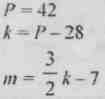 P = 42
k = P − 28
m = 3/2 k − 7